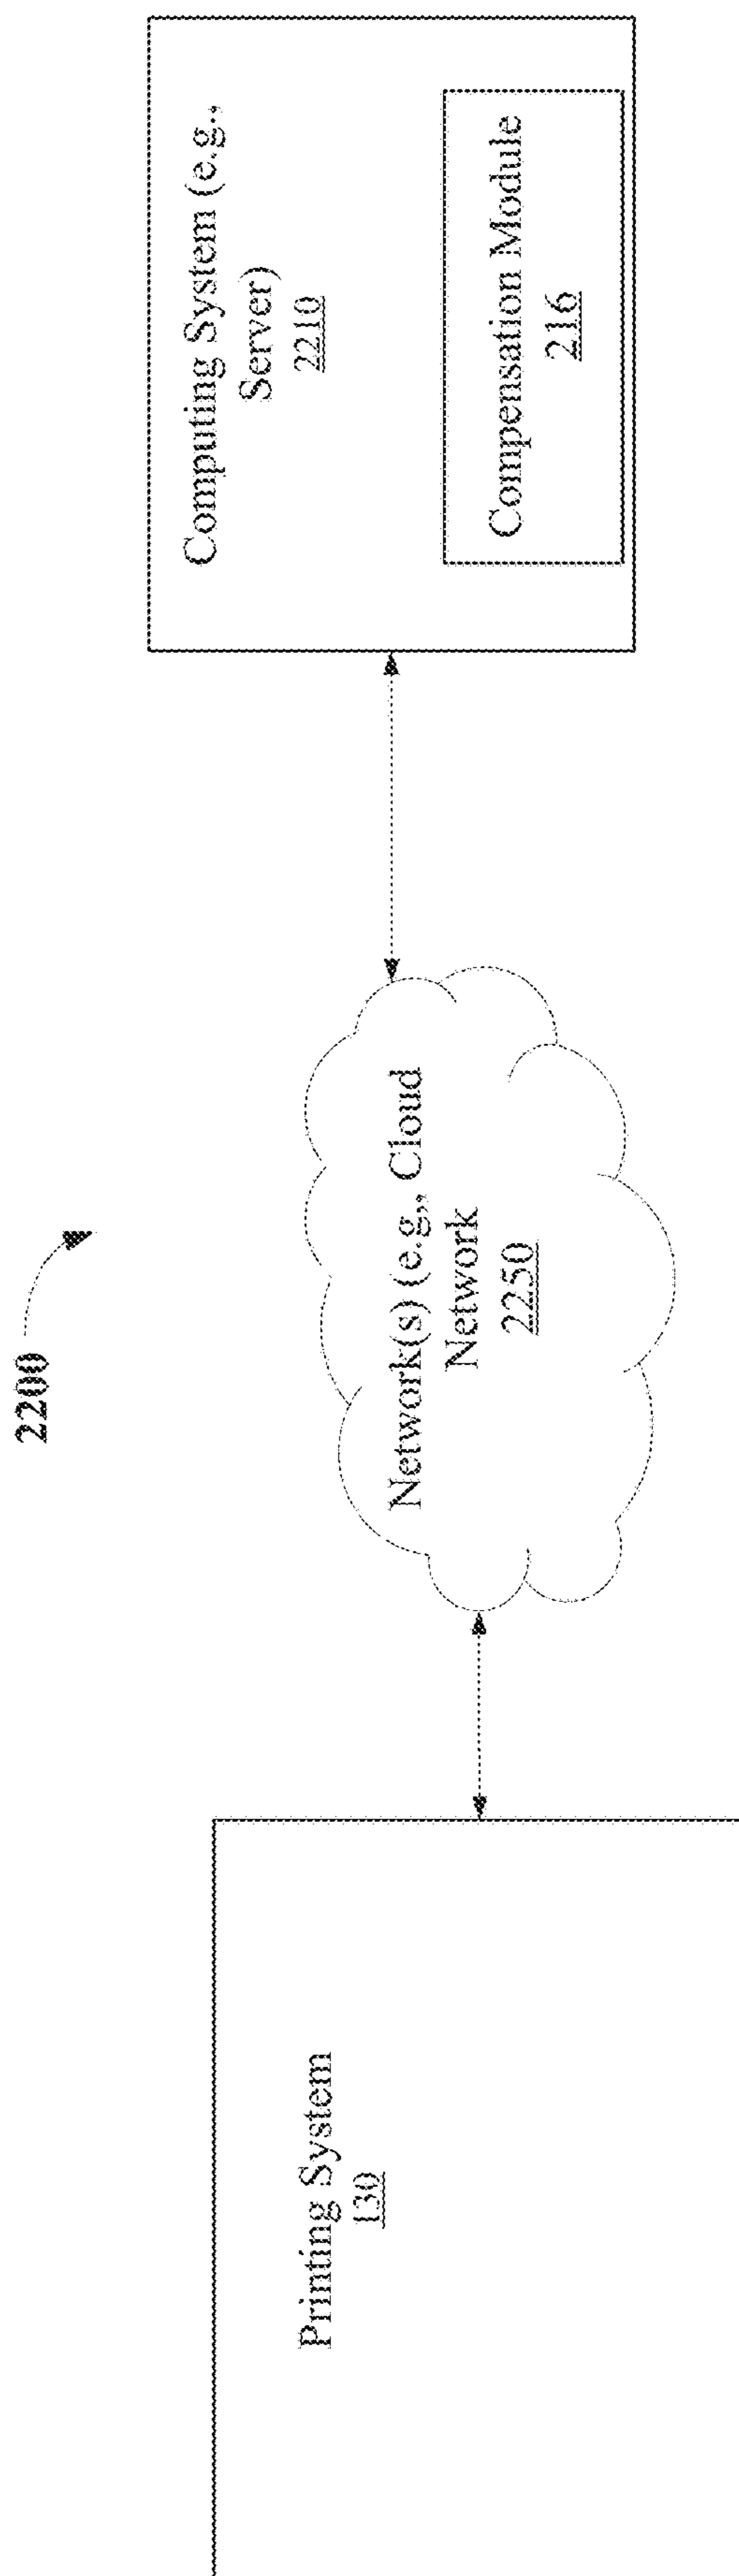 2200
Printing System
130
Network(s) (e.g., Cloud
Network
2250
Computing System (e.g.,
Server)
2210
Compensation Module
216